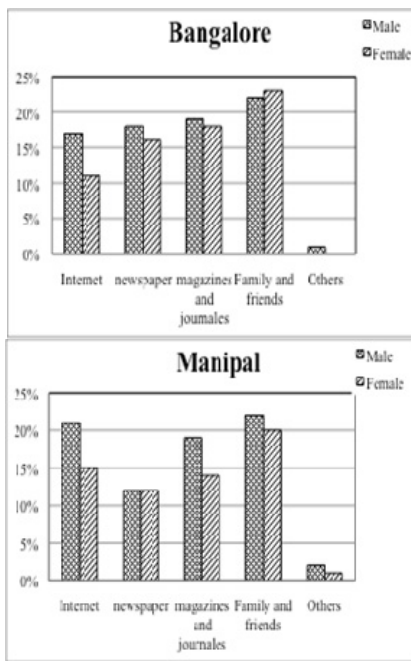 Bangalore
Male
Female
25%
20%
15%
10%
5%
0%
Internet newspaper magazines Family and Others
and friends
journales
Manipal
Male
Female
25%
20%
15%
10%
5%
0%
Internet newspaper magazines Family and Others
and friends
journales